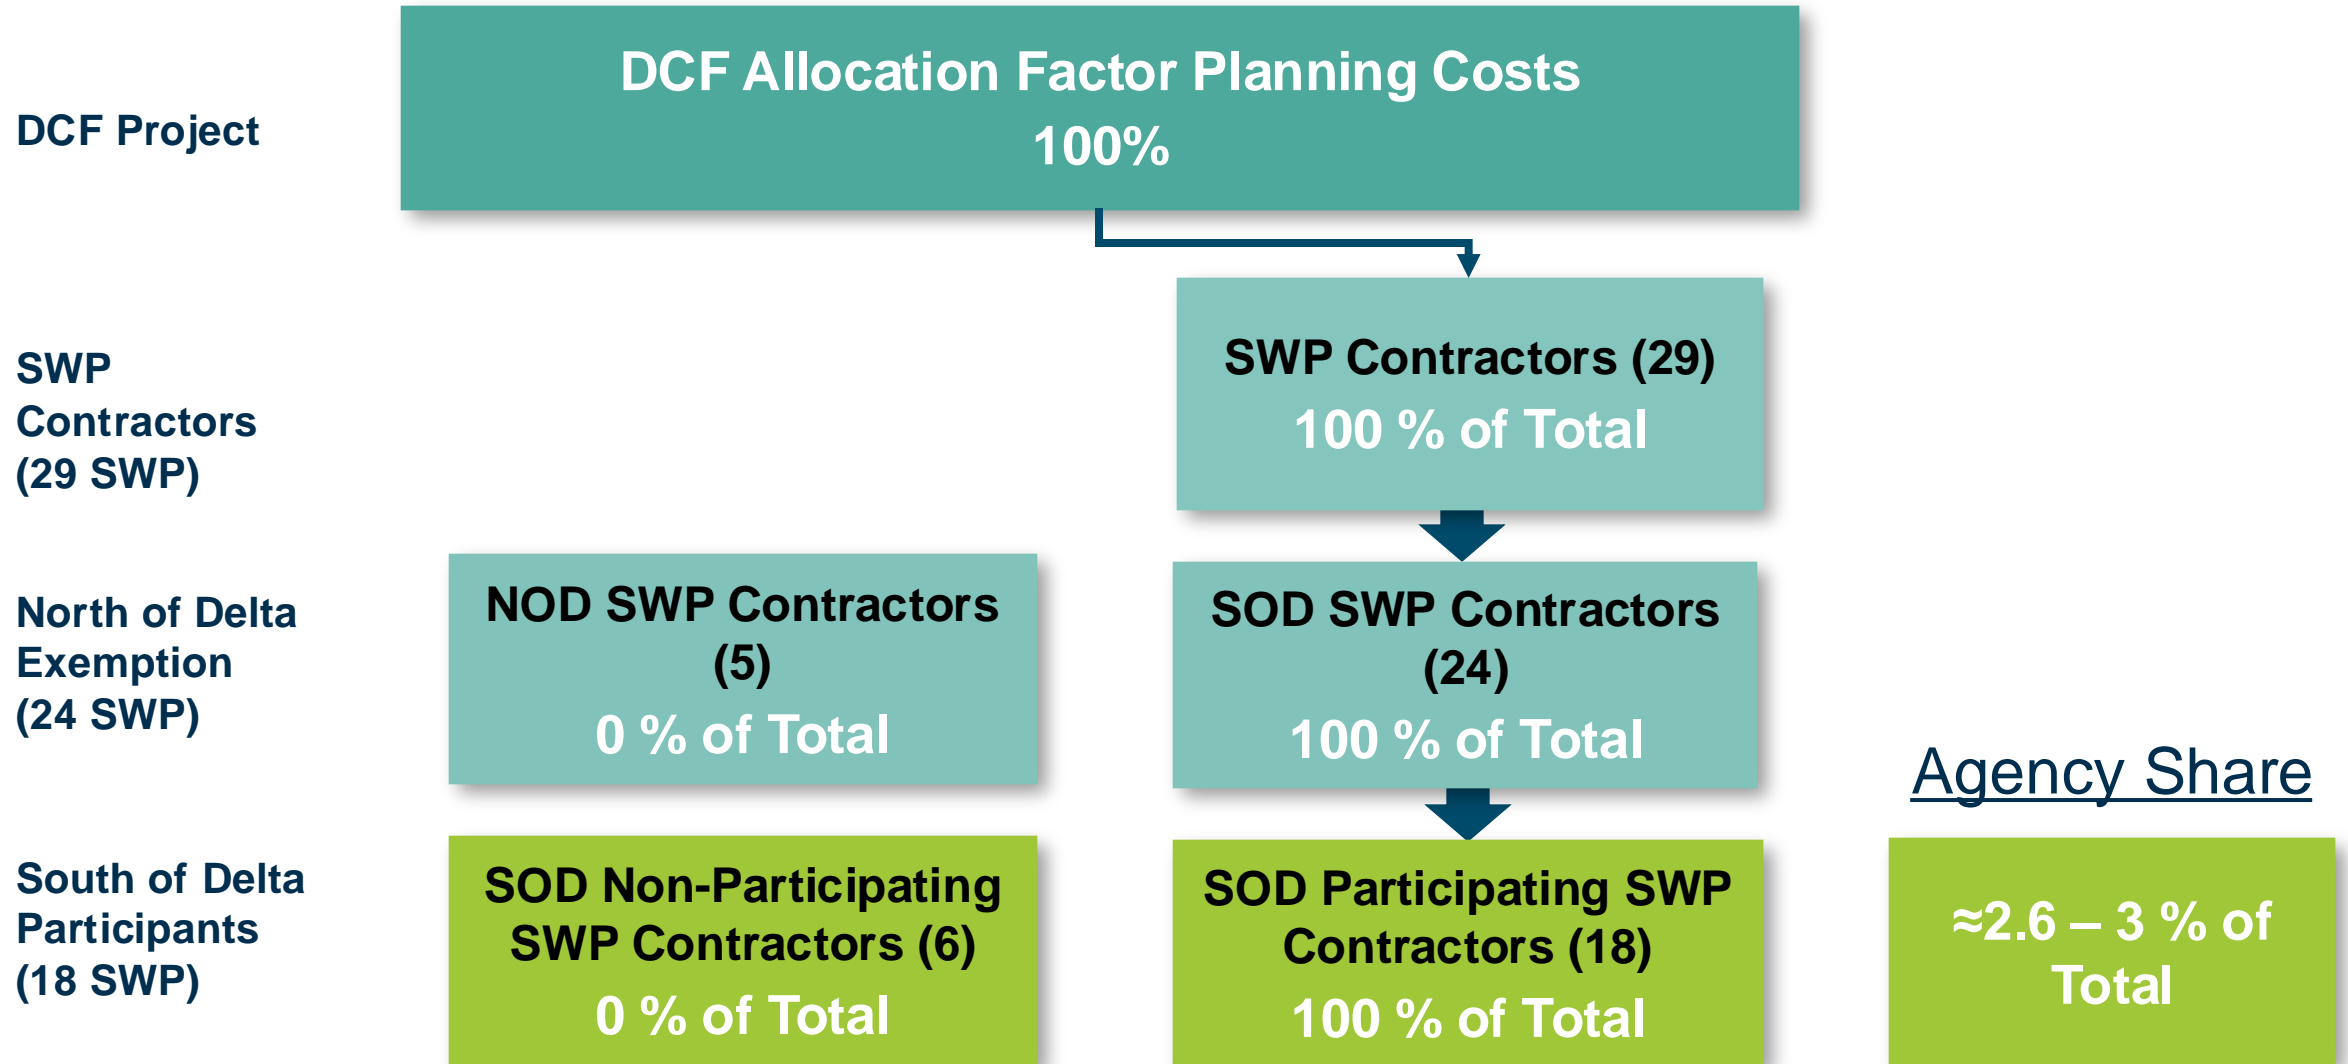 DCF Allocation Factor Planning Costs
100%
DCF Project
SWP
Contractors
(29 SWP)
SWP Contractors (29)
100 % of Total
North of Delta
Exemption
(24 SWP)
NOD SWP Contractors
(5)
0 % of Total
SOD SWP Contractors
(24)
100 % of Total
Agency Share
South of Delta
Participants
(18 SWP)
SOD Non-Participating
SWP Contractors (6)
0 % of Total
SOD Participating SWP
Contractors (18)
100 % of Total
≈2.6 – 3 % of
Total